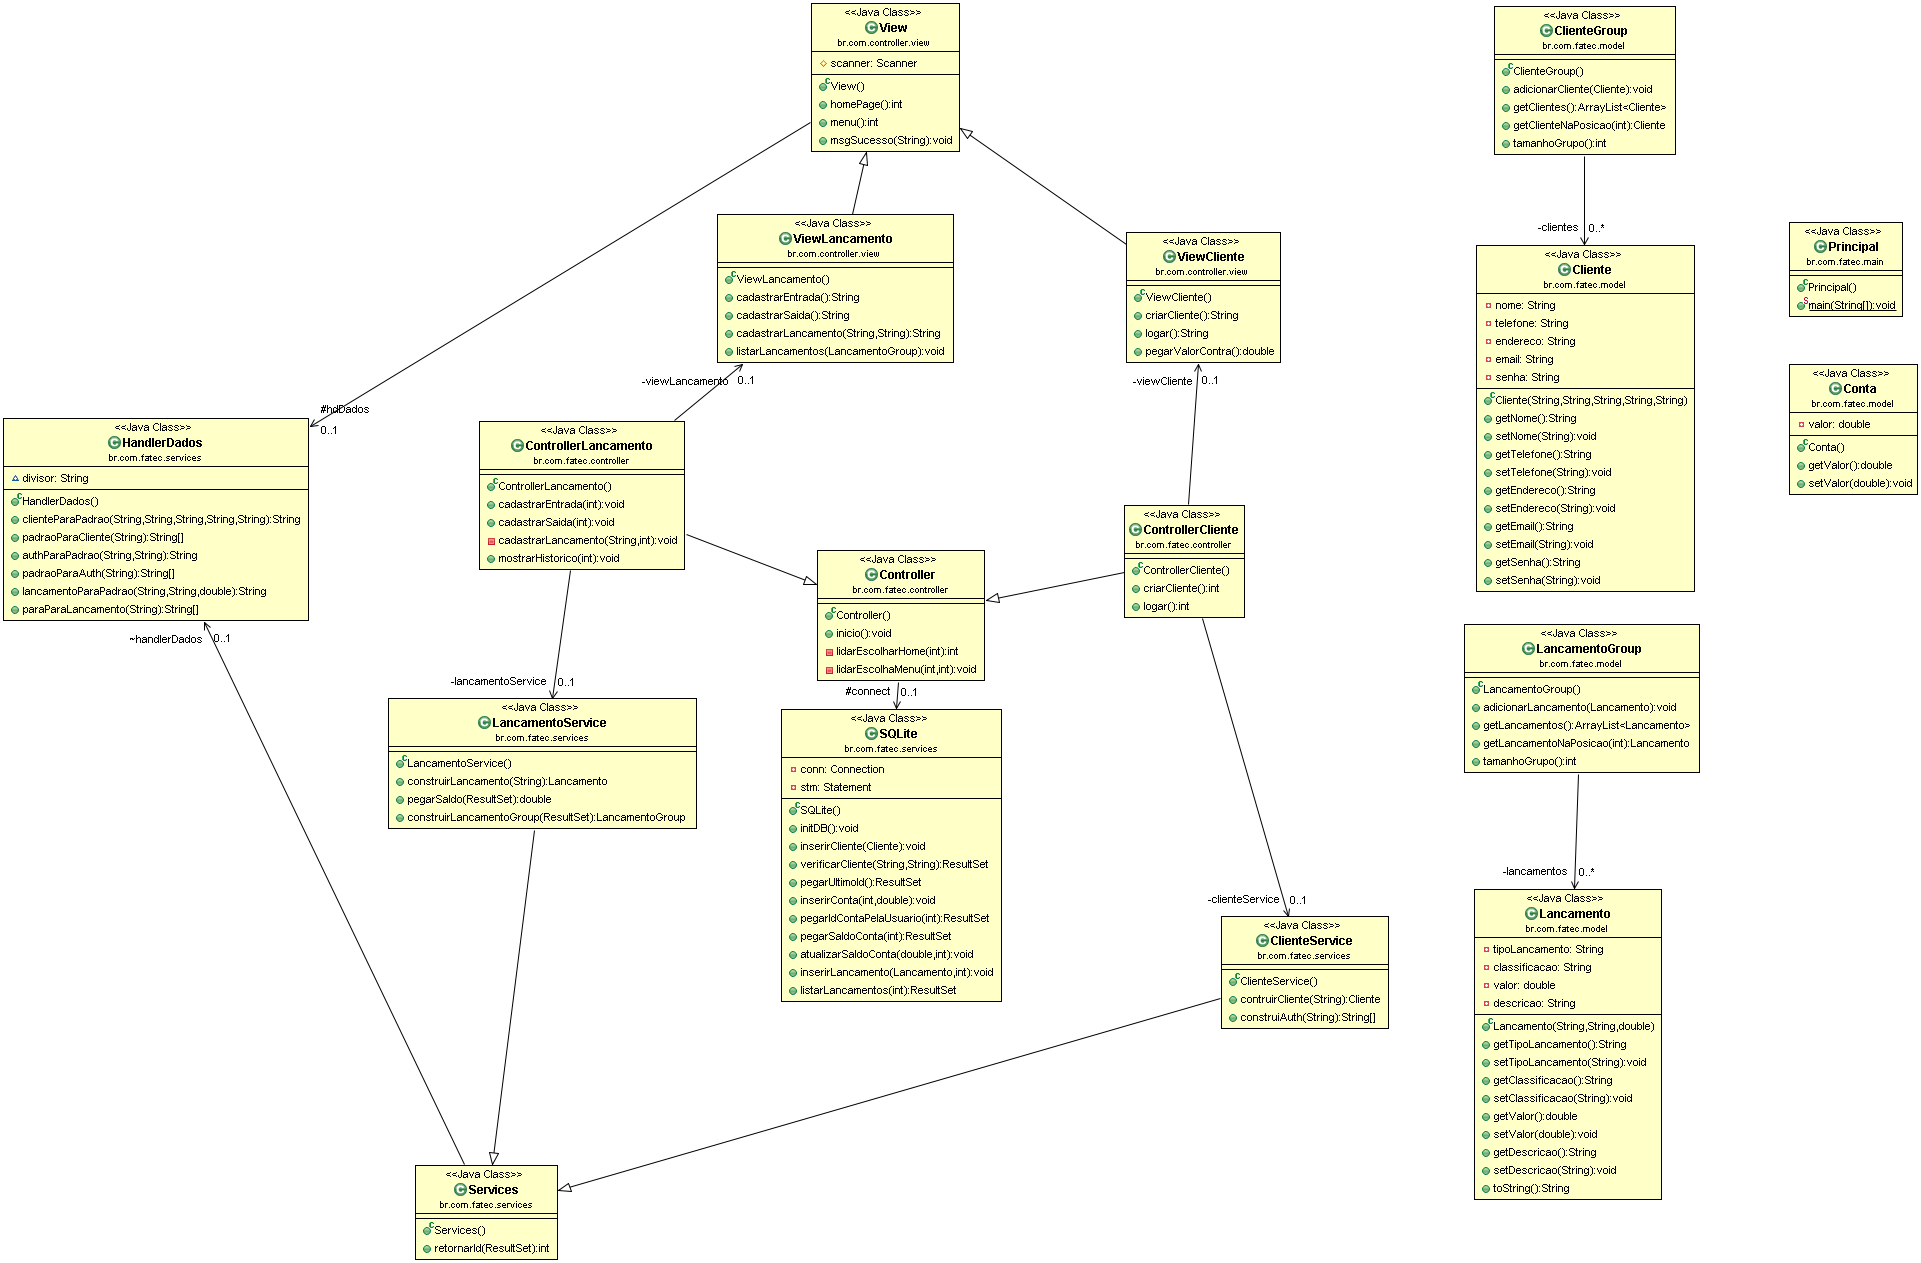 <<Java Class>>
View
br.com.controller.view
scanner: Scanner
View()
homePage():int
menu():int
msgSucesso(String):void
<<Java Class>>
ClienteGroup
br.com.fatec.model
ClienteGroup()
adicionarCliente(Cliente):void
getClientes():ArrayList<Cliente>
getClienteNaPosicao(int):Cliente
tamanhoGrupo():int
-clientes 0..*
<<Java Class>>
ViewLancamento
br.com.controller.view
ViewLancamento()
cadastrarEntrada():String
cadastrarSaida():String
cadastrarLancamento(String,String):String
listarLancamentos(LancamentoGroup):void
<<Java Class>>
ViewCliente
br.com.controller.view
ViewCliente()
criarCliente():String
logar():String
pegarValorContra():double
<<Java Class>>
Cliente
br.com.fatec.model
nome: String
telefone: String
endereco: String
email: String
senha: String
Cliente(String,String,String,String,String)
getNome():String
setNome(String):void
getTelefone():String
setTelefone(String):void
getEndereco():String
setEndereco(String):void
getEmail():String
setEmail(String):void
getSenha():String
setSenha(String):void
<<Java Class>>
Principal
br.com.fatec.main
Principal()
main(String[]):void
<<Java Class>>
Conta
br.com.fatec.model
valor: double
Conta()
getValor():double
setValor(double):void
-viewLancamento 0..1
-viewCliente 0..1
#hdDados
0..1
<<Java Class>>
HandlerDados
br.com.fatec.services
divisor: String
HandlerDados()
clienteParaPadrao(String,String,String,String,String):String
padraoParaCliente(String):String[]
authParaPadrao(String,String):String
padraoParaAuth(String):String[]
lancamentoParaPadrao(String,String,double):String
paraParaLancamento(String):String[]
~handlerDados 0..1
<<Java Class>>
ControllerLancamento
br.com.fatec.controller
ControllerLancamento()
cadastrarEntrada(int):void
cadastrarSaida(int):void
cadastrarLancamento(String,int):void
mostrarHistorico(int):void
<<Java Class>>
Controller
br.com.fatec.controller
Controller()
inicio():void
lidarEscolharHome(int):int
lidarEscolhaMenu(int,int):void
<<Java Class>>
ControllerCliente
br.com.fatec.controller
ControllerCliente()
criarCliente():int
logar():int
-lancamentoService 0..1
#connect 0..1
<<Java Class>>
LancamentoService
br.com.fatec.services
LancamentoService()
construirLancamento(String):Lancamento
pegarSaldo(ResultSet):double
construirLancamentoGroup(ResultSet):LancamentoGroup
<<Java Class>>
SQLite
br.com.fatec.services
conn: Connection
stm: Statement
SQLite()
initDB():void
inserirCliente(Cliente):void
verificarCliente(String,String):ResultSet
pegarUltimoId():ResultSet
inserirConta(int,double):void
pegarIdContaPelaUsuario(int):ResultSet
pegarSaldoConta(int):ResultSet
atualizarSaldoConta(double,int):void
inserirLancamento(Lancamento,int):void
listarLancamentos(int):ResultSet
<<Java Class>>
LancamentoGroup
br.com.fatec.model
LancamentoGroup()
adicionarLancamento(Lancamento):void
getLancamentos():ArrayList<Lancamento>
getLancamentoNaPosicao(int):Lancamento
tamanhoGrupo():int
-lancamentos 0..*
-clienteService 0..1
<<Java Class>>
ClienteService
br.com.fatec.services
ClienteService()
contruirCliente(String):Cliente
construiAuth(String):String[]
<<Java Class>>
Lancamento
br.com.fatec.model
tipoLancamento: String
classificacao: String
valor: double
descricao: String
Lancamento(String,String,double)
getTipoLancamento():String
setTipoLancamento(String):void
getClassificacao():String
setClassificacao(String):void
getValor():double
setValor(double):void
getDescricao():String
setDescricao(String):void
toString():String
<<Java Class>>
Services
br.com.fatec.services
Services()
retornarId(ResultSet):int